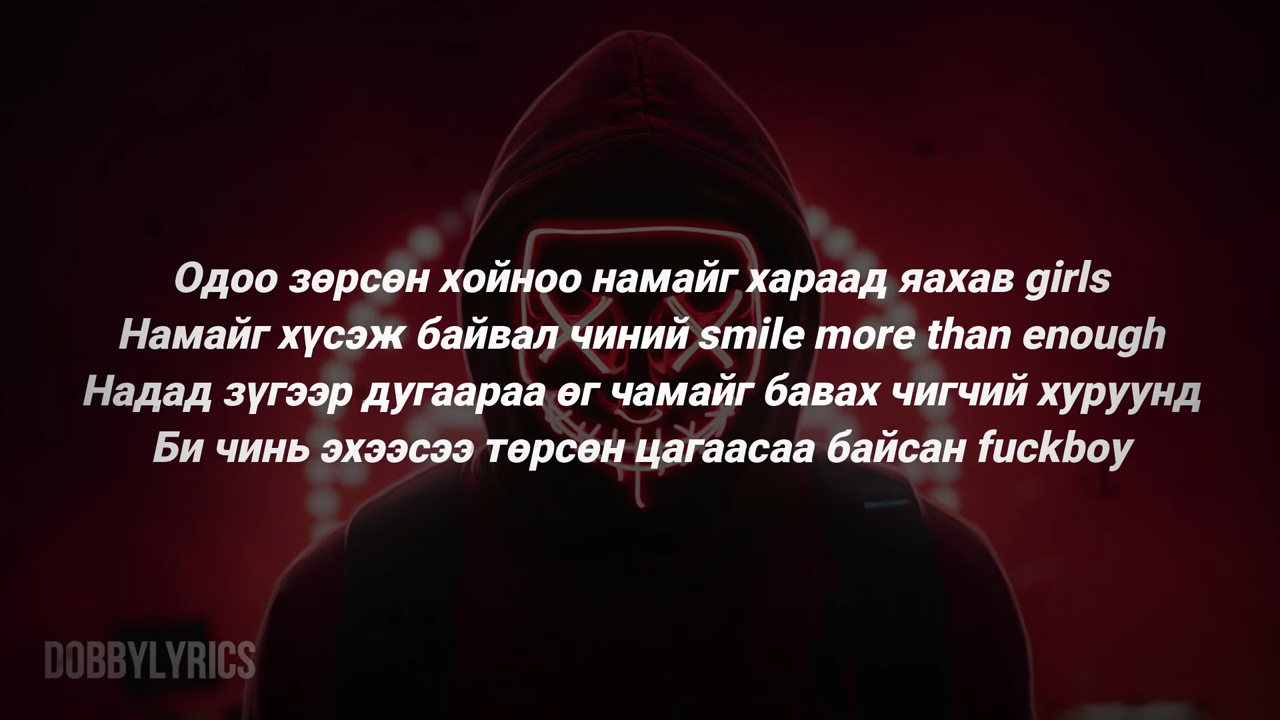 Одоо зөрсөн хойноо намайг хараад яахав girls
Намайг хүсэж байвал чиний smile more than enough
Надад зүгээр дугаараа өг чамайг бавах чигчий хуруунд
Би чинь эхээсээ төрсөн цагаасаа байсан fuckboy
DOBBYLYRICS